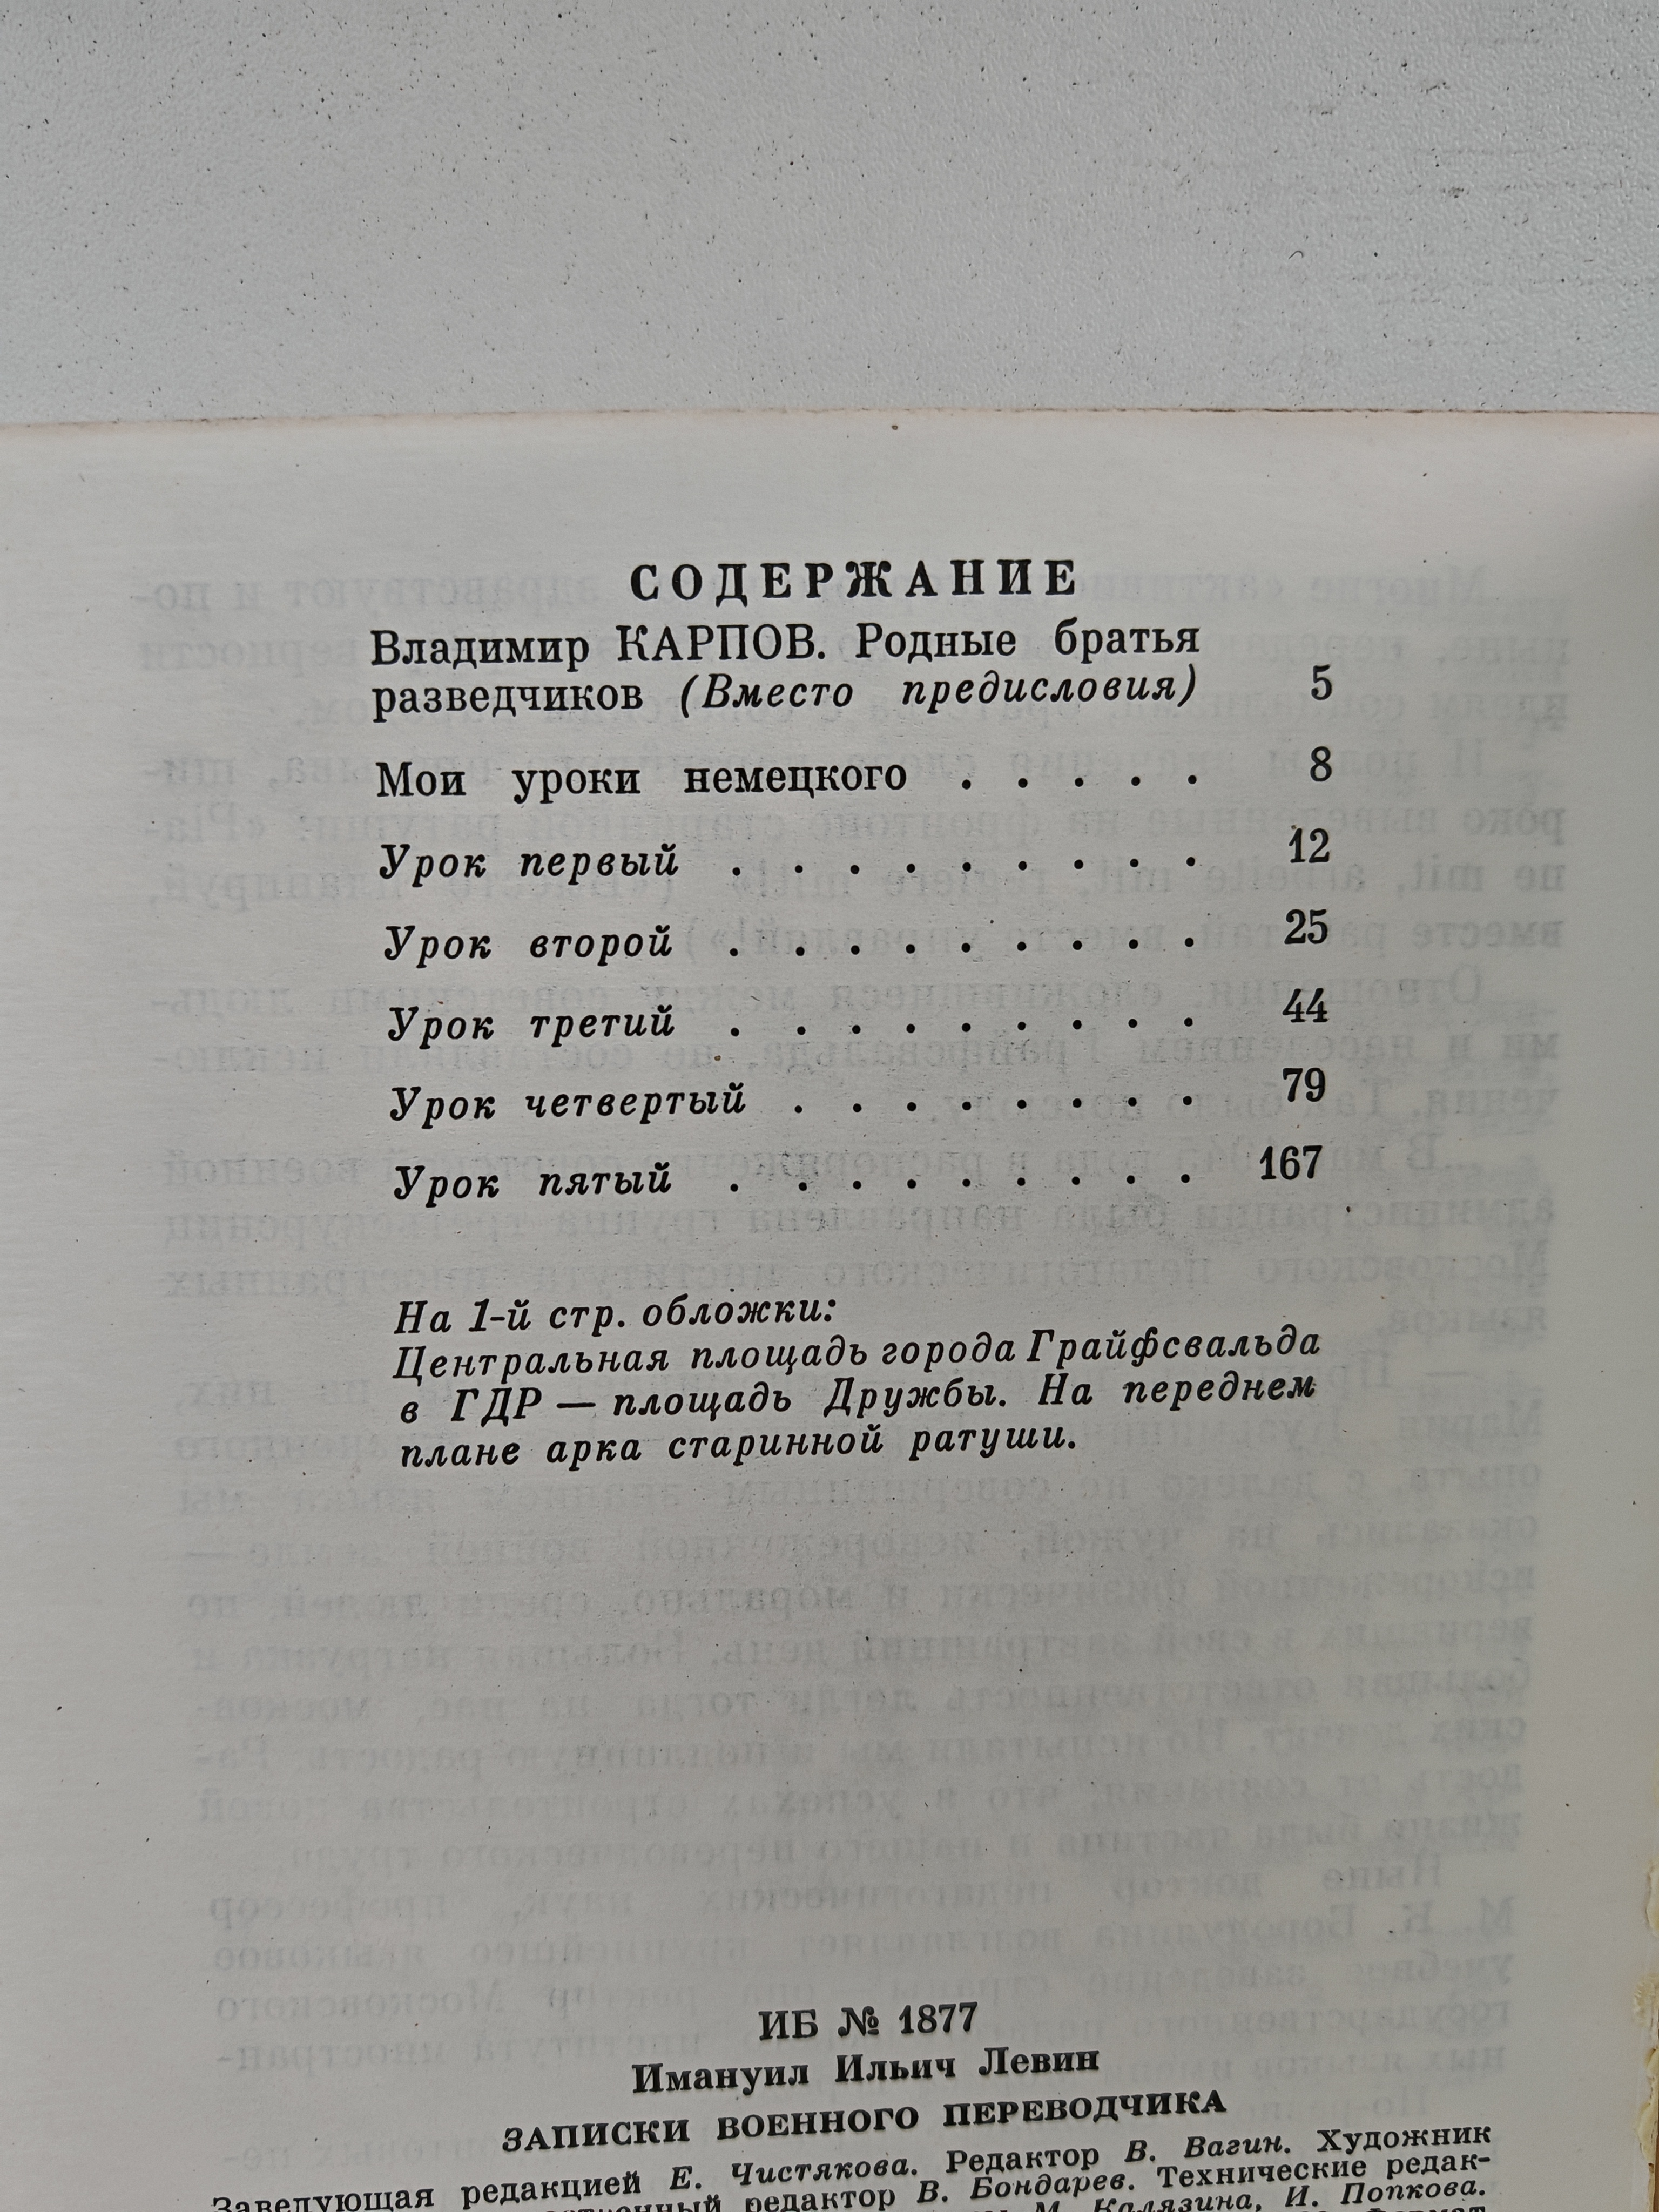 СОДЕРЖАНИЕ
Владимир КАРПОВ. Родные братья
разведчиков (Вместо предисловия) 5
Мои уроки немецкого . . . . . 8
Урок первый . . . . . . . . . 12
Урок второй . . . . . . . . . 25
Урок третий . . . . . . . . . 44
Урок четвертый . . . . . . . . 79
Урок пятый . . . . . . . . . 167
На 1-й стр. обложки:
Центральная площадь города Грайфсвальда
в ГДР — площадь Дружбы. На переднем
плане арка старинной ратуши.
ИБ № 1877
Имануил Ильич Левин
ЗАПИСКИ ВОЕННОГО ПЕРЕВОДЧИКА
Заведующая редакцией Е. Чистякова. Редактор В. Вагин. Художник
редактор В. Бондарев. Технические редак-
М. Калязина, И. Попкова.